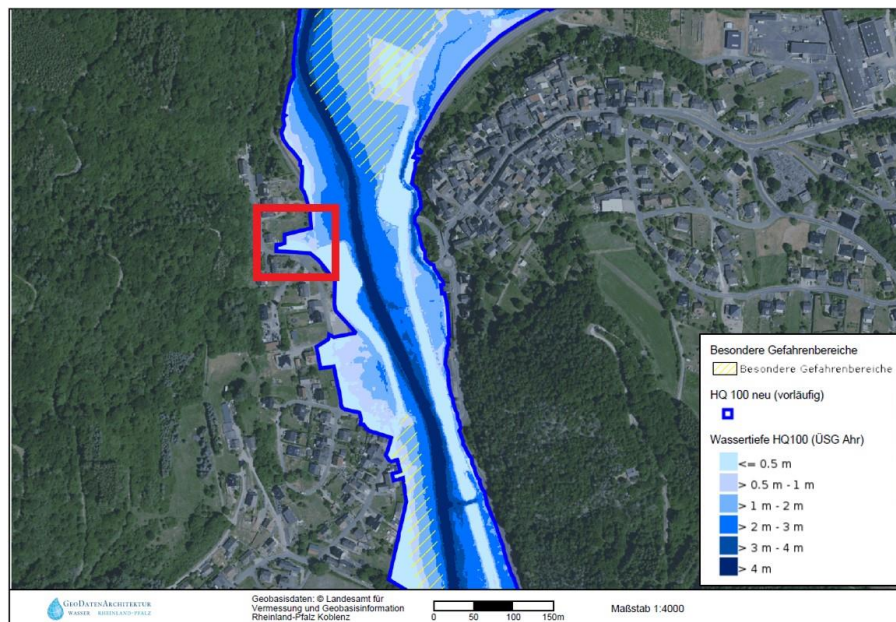 Besondere Gefahrenbereiche
Besondere Gefahrenbereiche
HQ 100 neu (vorläufig)
Wassertiefe HQ100 (ÜSG Ahr)
<= 0.5 m
> 0.5 m - 1 m
> 1 m - 2 m
> 2 m - 3 m
> 3 m - 4 m
> 4 m
GEODATENARCHITEKTUR
WASSER RHEINLAND-PFALZ
Geobasisdaten: © Landesamt für
Vermessung und Geobasisinformation
Rheinland-Pfalz Koblenz
0 50 100 150m
Maßstab 1:4000